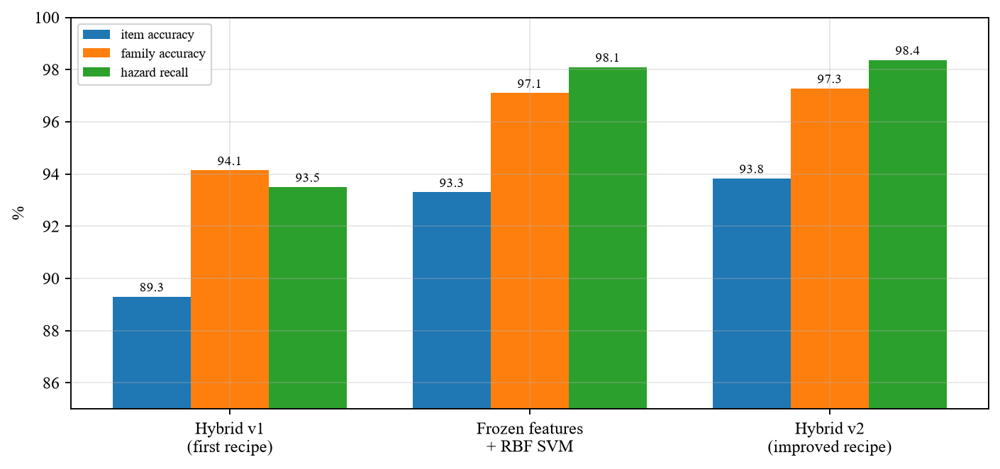 100
98
96
94
92
90
88
86
%
item accuracy
family accuracy
hazard recall
89.3
94.1
93.5
93.3
97.1
98.1
93.8
97.3
98.4
Hybrid v1
(first recipe)
Frozen features
+ RBF SVM
Hybrid v2
(improved recipe)